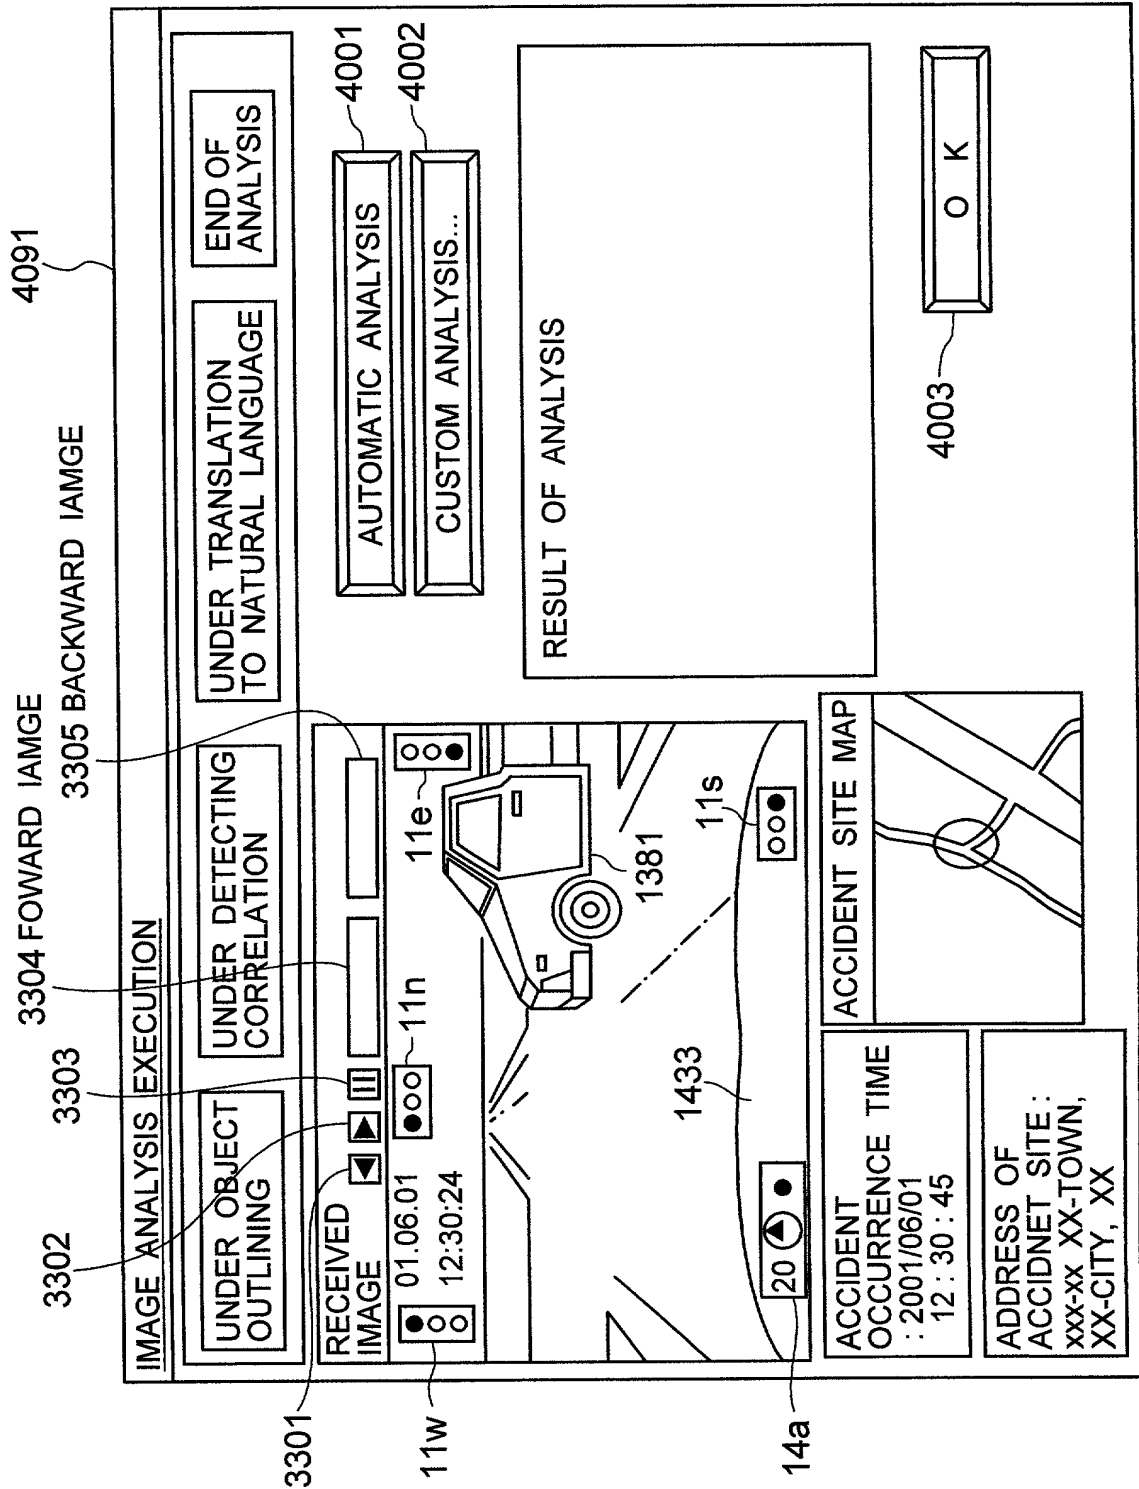 4091
3304 FOWARD IAMGE
3305 BACKWARD IAMGE
3303
3302
3301
IMAGE ANALYSIS EXECUTION
UNDER OBJECT
OUTLINING
UNDER DETECTING
CORRELATION
UNDER TRANSLATION
TO NATURAL LANGUAGE
END OF
ANALYSIS
RECEIVED
IMAGE
01.06.01
12:30:24
11w
11n
11e
11s
1381
1433
14a
20
AUTOMATIC ANALYSIS
4001
CUSTOM ANALYSIS...
4002
RESULT OF ANALYSIS
ACCIDENT
OCCURRENCE TIME
: 2001/06/01
12 : 30 : 45
ACCIDENT SITE MAP
ADDRESS OF
ACCIDNET SITE :
xxx-xx XX-TOWN,
XX-CITY, XX
O K
4003